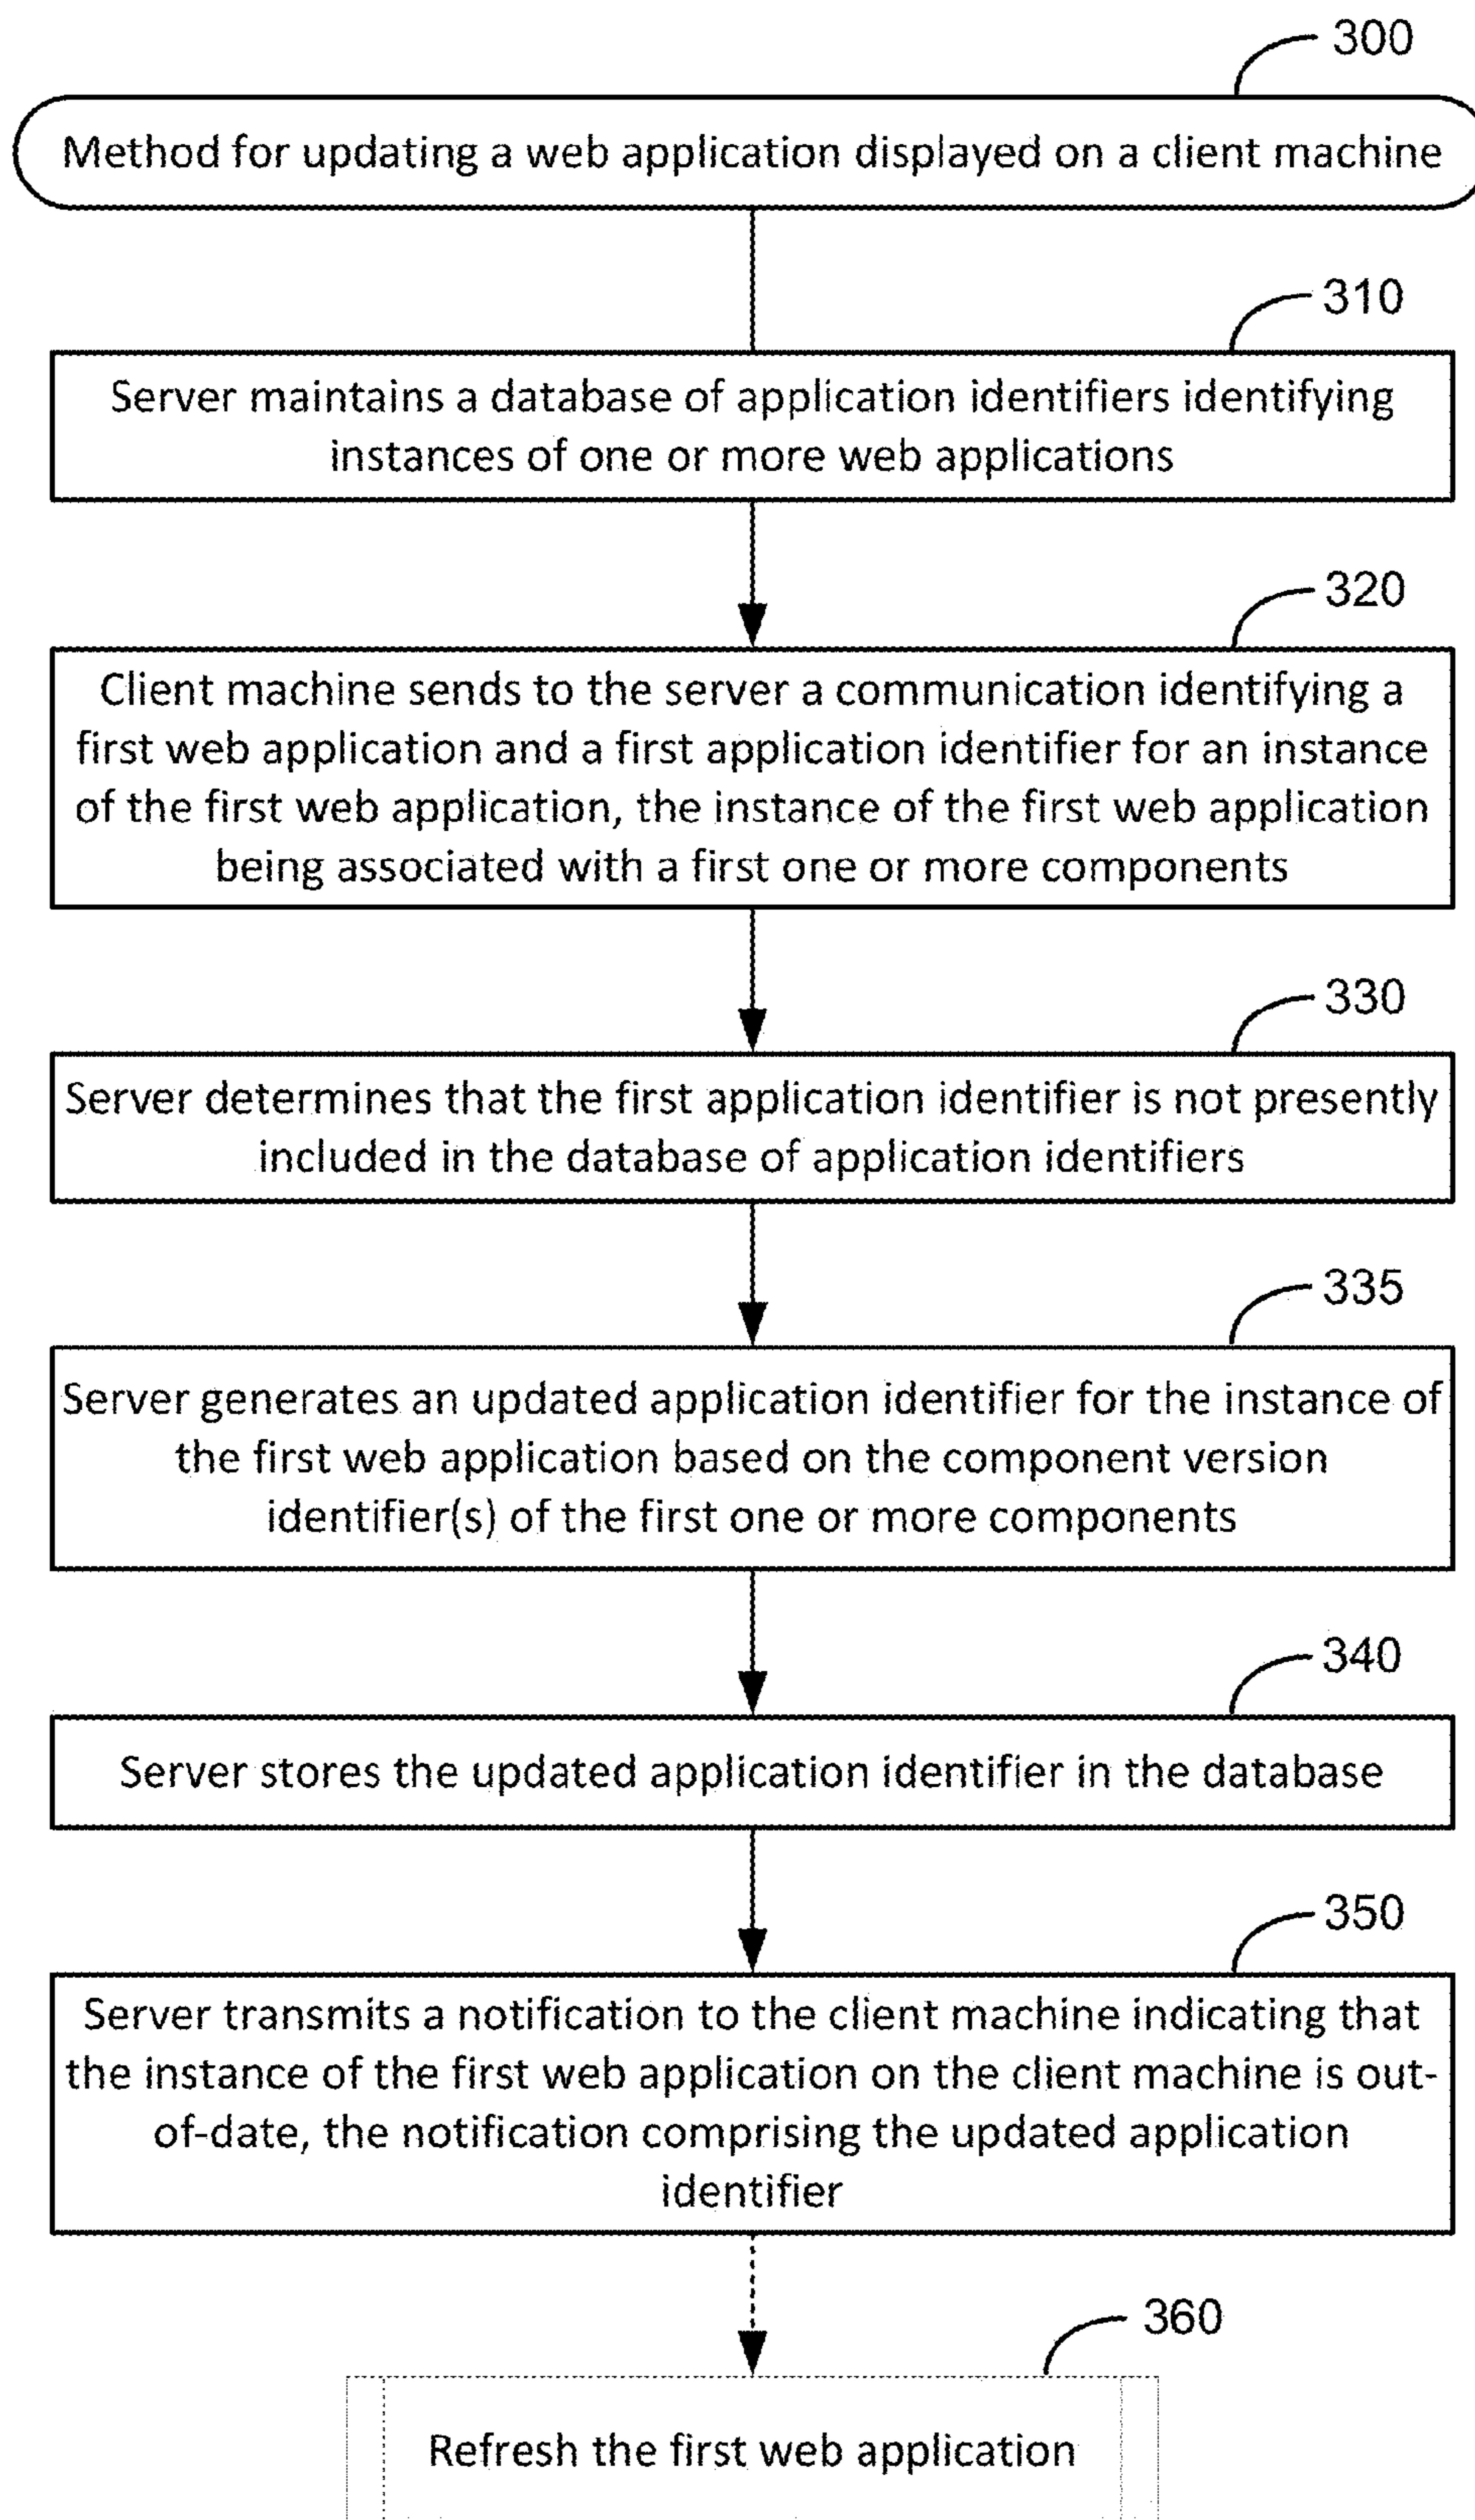 300
Method for updating a web application displayed on a client machine
310
Server maintains a database of application identifiers identifying
instances of one or more web applications
320
Client machine sends to the server a communication identifying a
first web application and a first application identifier for an instance
of the first web application, the instance of the first web application
being associated with a first one or more components
330
Server determines that the first application identifier is not presently
included in the database of application identifiers
335
Server generates an updated application identifier for the instance of
the first web application based on the component version
identifier(s) of the first one or more components
340
Server stores the updated application identifier in the database
350
Server transmits a notification to the client machine indicating that
the instance of the first web application on the client machine is out-
of-date, the notification comprising the updated application
identifier
360
Refresh the first web application